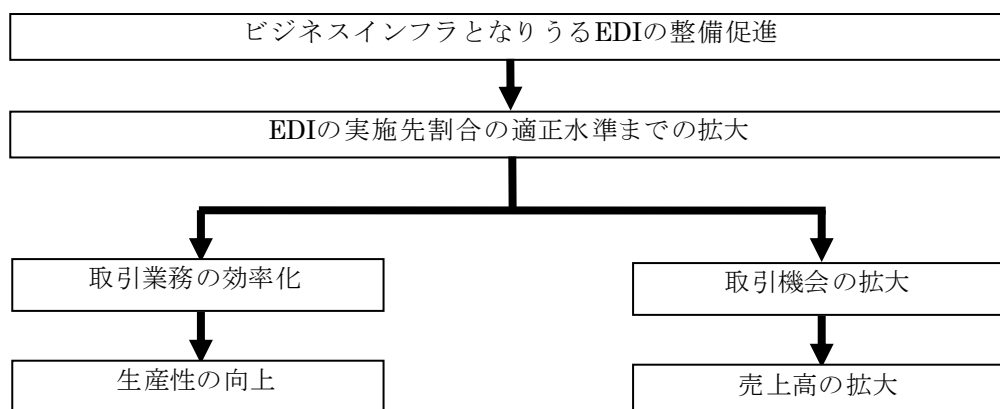 ビジネスインフラとなりうるEDIの整備促進
EDIの実施先割合の適正水準までの拡大
取引業務の効率化
取引機会の拡大
生産性の向上
売上高の拡大